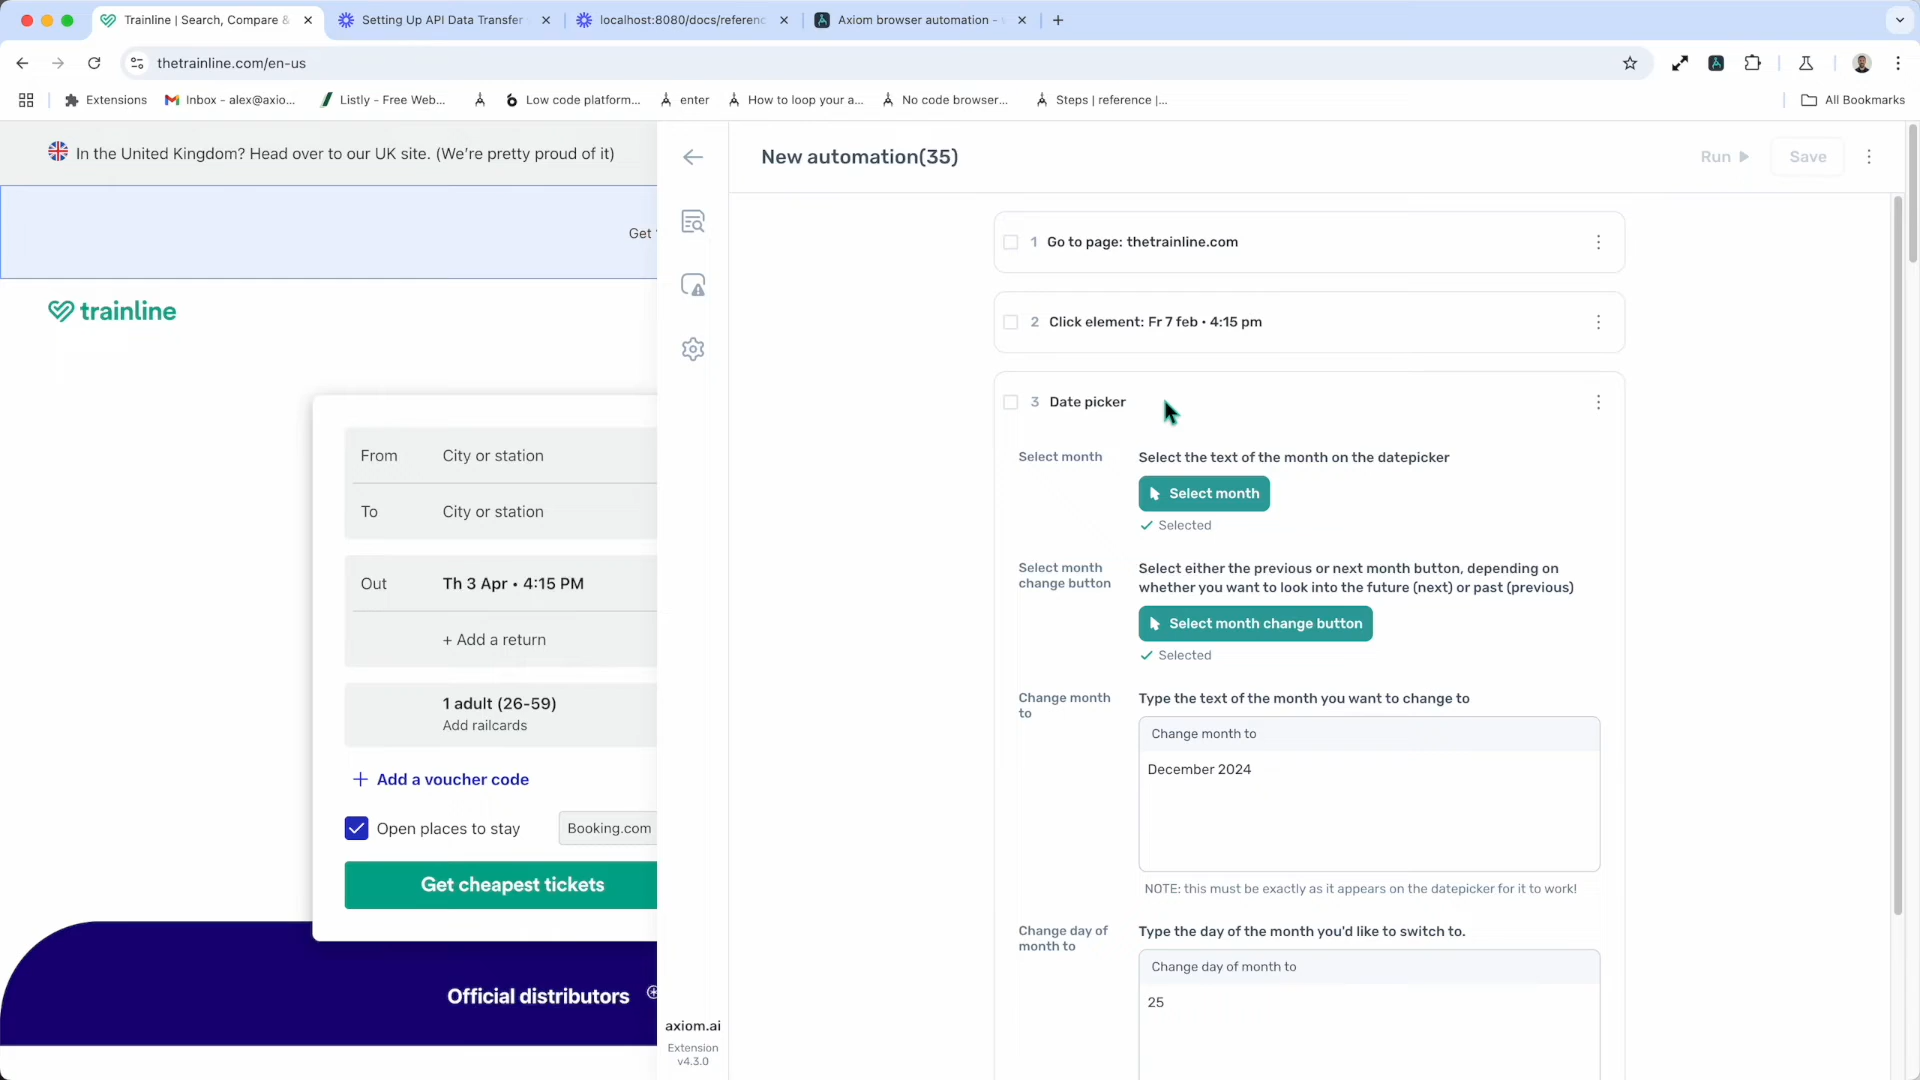 Trainline | Search, Compare &
Setting Up API Data Transfer
localhost:8080/docs/referenc
Axiom browser automation -
thetrainline.com/en-us
Extensions
Inbox - alex@axio...
Listly - Free Web...
Low code platform...
enter
How to loop your a...
No code browser...
Steps | reference |...
All Bookmarks
In the United Kingdom? Head over to our UK site. (We're pretty proud of it)
Get
trainline
From
City or station
To
City or station
Out
Th 3 Apr • 4:15 PM
+ Add a return
1 adult (26-59)
Add railcards
+ Add a voucher code
Open places to stay
Booking.com
Get cheapest tickets
Official distributors
axiom.ai
Extension
v4.3.0
New automation(35)
Run
Save
1 Go to page: thetrainline.com
2 Click element: Fr 7 feb • 4:15 pm
3 Date picker
Select month
Select the text of the month on the datepicker
Select month
Selected
Select month
change button
Select either the previous or next month button, depending on
whether you want to look into the future (next) or past (previous)
Select month change button
Selected
Change month
to
Type the text of the month you want to change to
Change month to
December 2024
NOTE: this must be exactly as it appears on the datepicker for it to work!
Change day of
month to
Type the day of the month you'd like to switch to.
Change day of month to
25